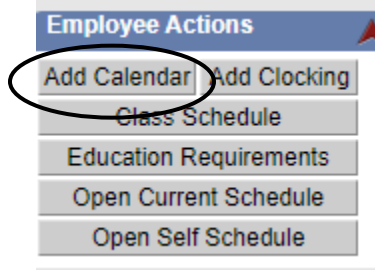 Employee Actions
Add Calendar Add Clocking
Class Schedule
Education Requirements
Open Current Schedule
Open Self Schedule